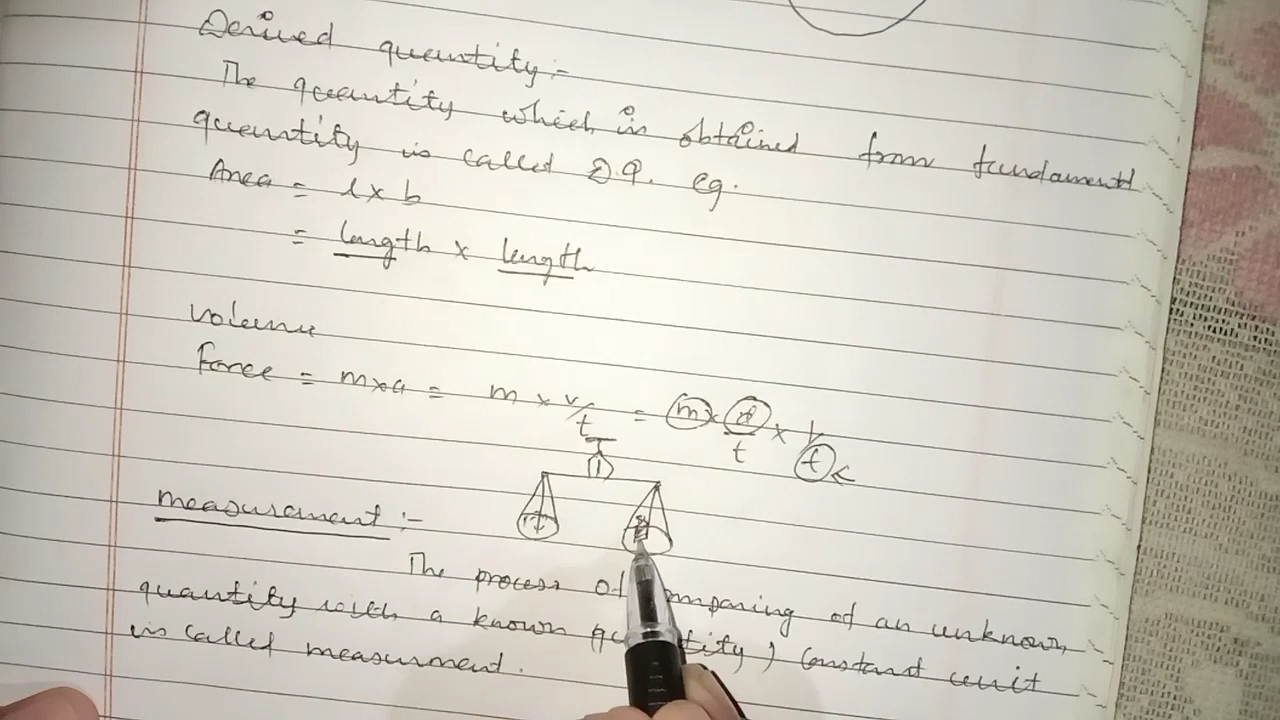 Derived quantity :-
The quantity which is obtained from fundamental
quantity is called D.Q. eg.
Area = l x b
= length x length
volume
Force = m x a = m x v/t = m x d/t x 1/t
measurement :-
The process of comparing of an unknown
quantity with a known quantity / constant unit
is called measurment.